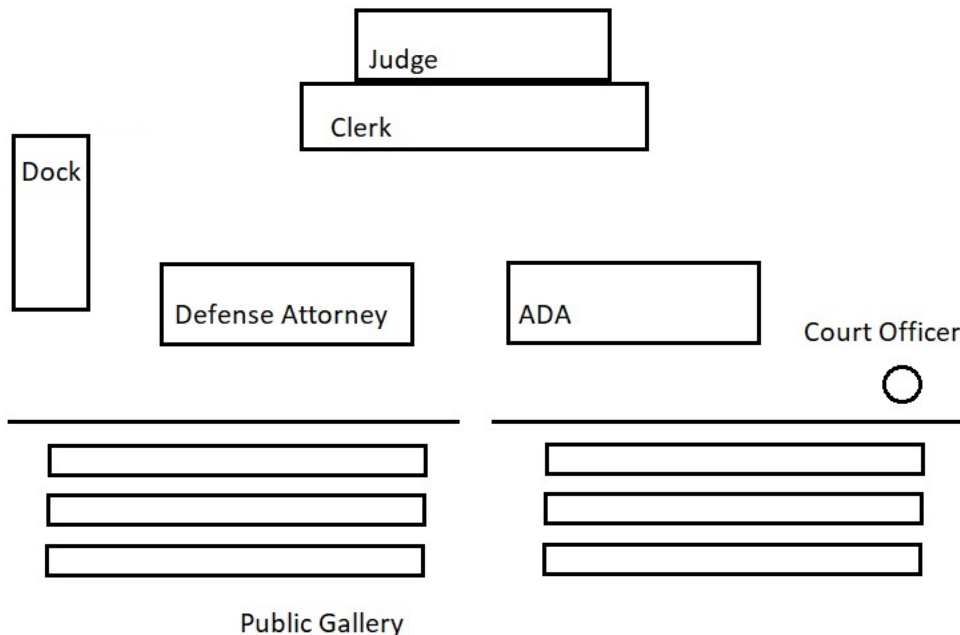 Judge
Clerk
Dock
Defense Attorney
ADA
Court Officer
Public Gallery